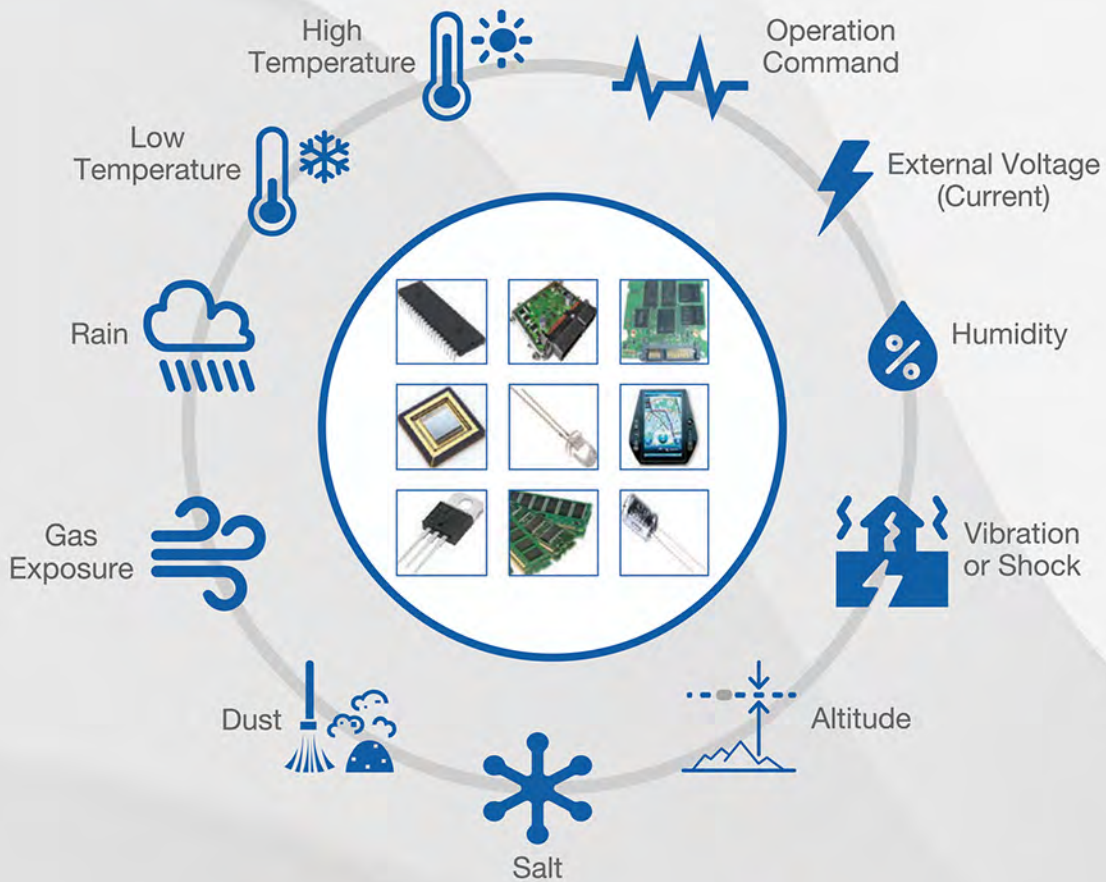 High
Temperature
Operation
Command
Low
Temperature
External Voltage
(Current)
Rain
%
Humidity
Gas
Exposure
Vibration
or Shock
Dust
Altitude
Salt